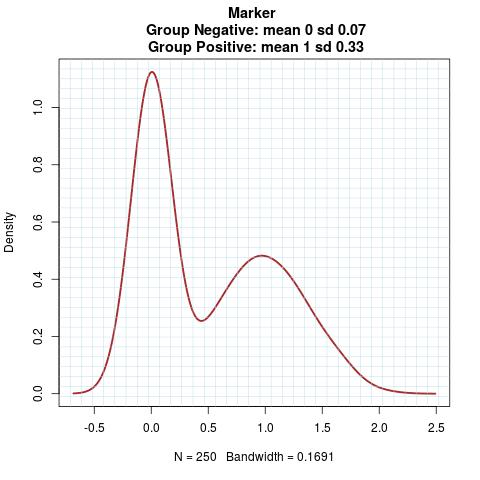 Marker
Group Negative: mean 0 sd 0.07
Group Positive: mean 1 sd 0.33
Density
1.0
0.8
0.6
0.4
0.2
0.0
-0.5 0.0 0.5 1.0 1.5 2.0 2.5
N = 250 Bandwidth = 0.1691